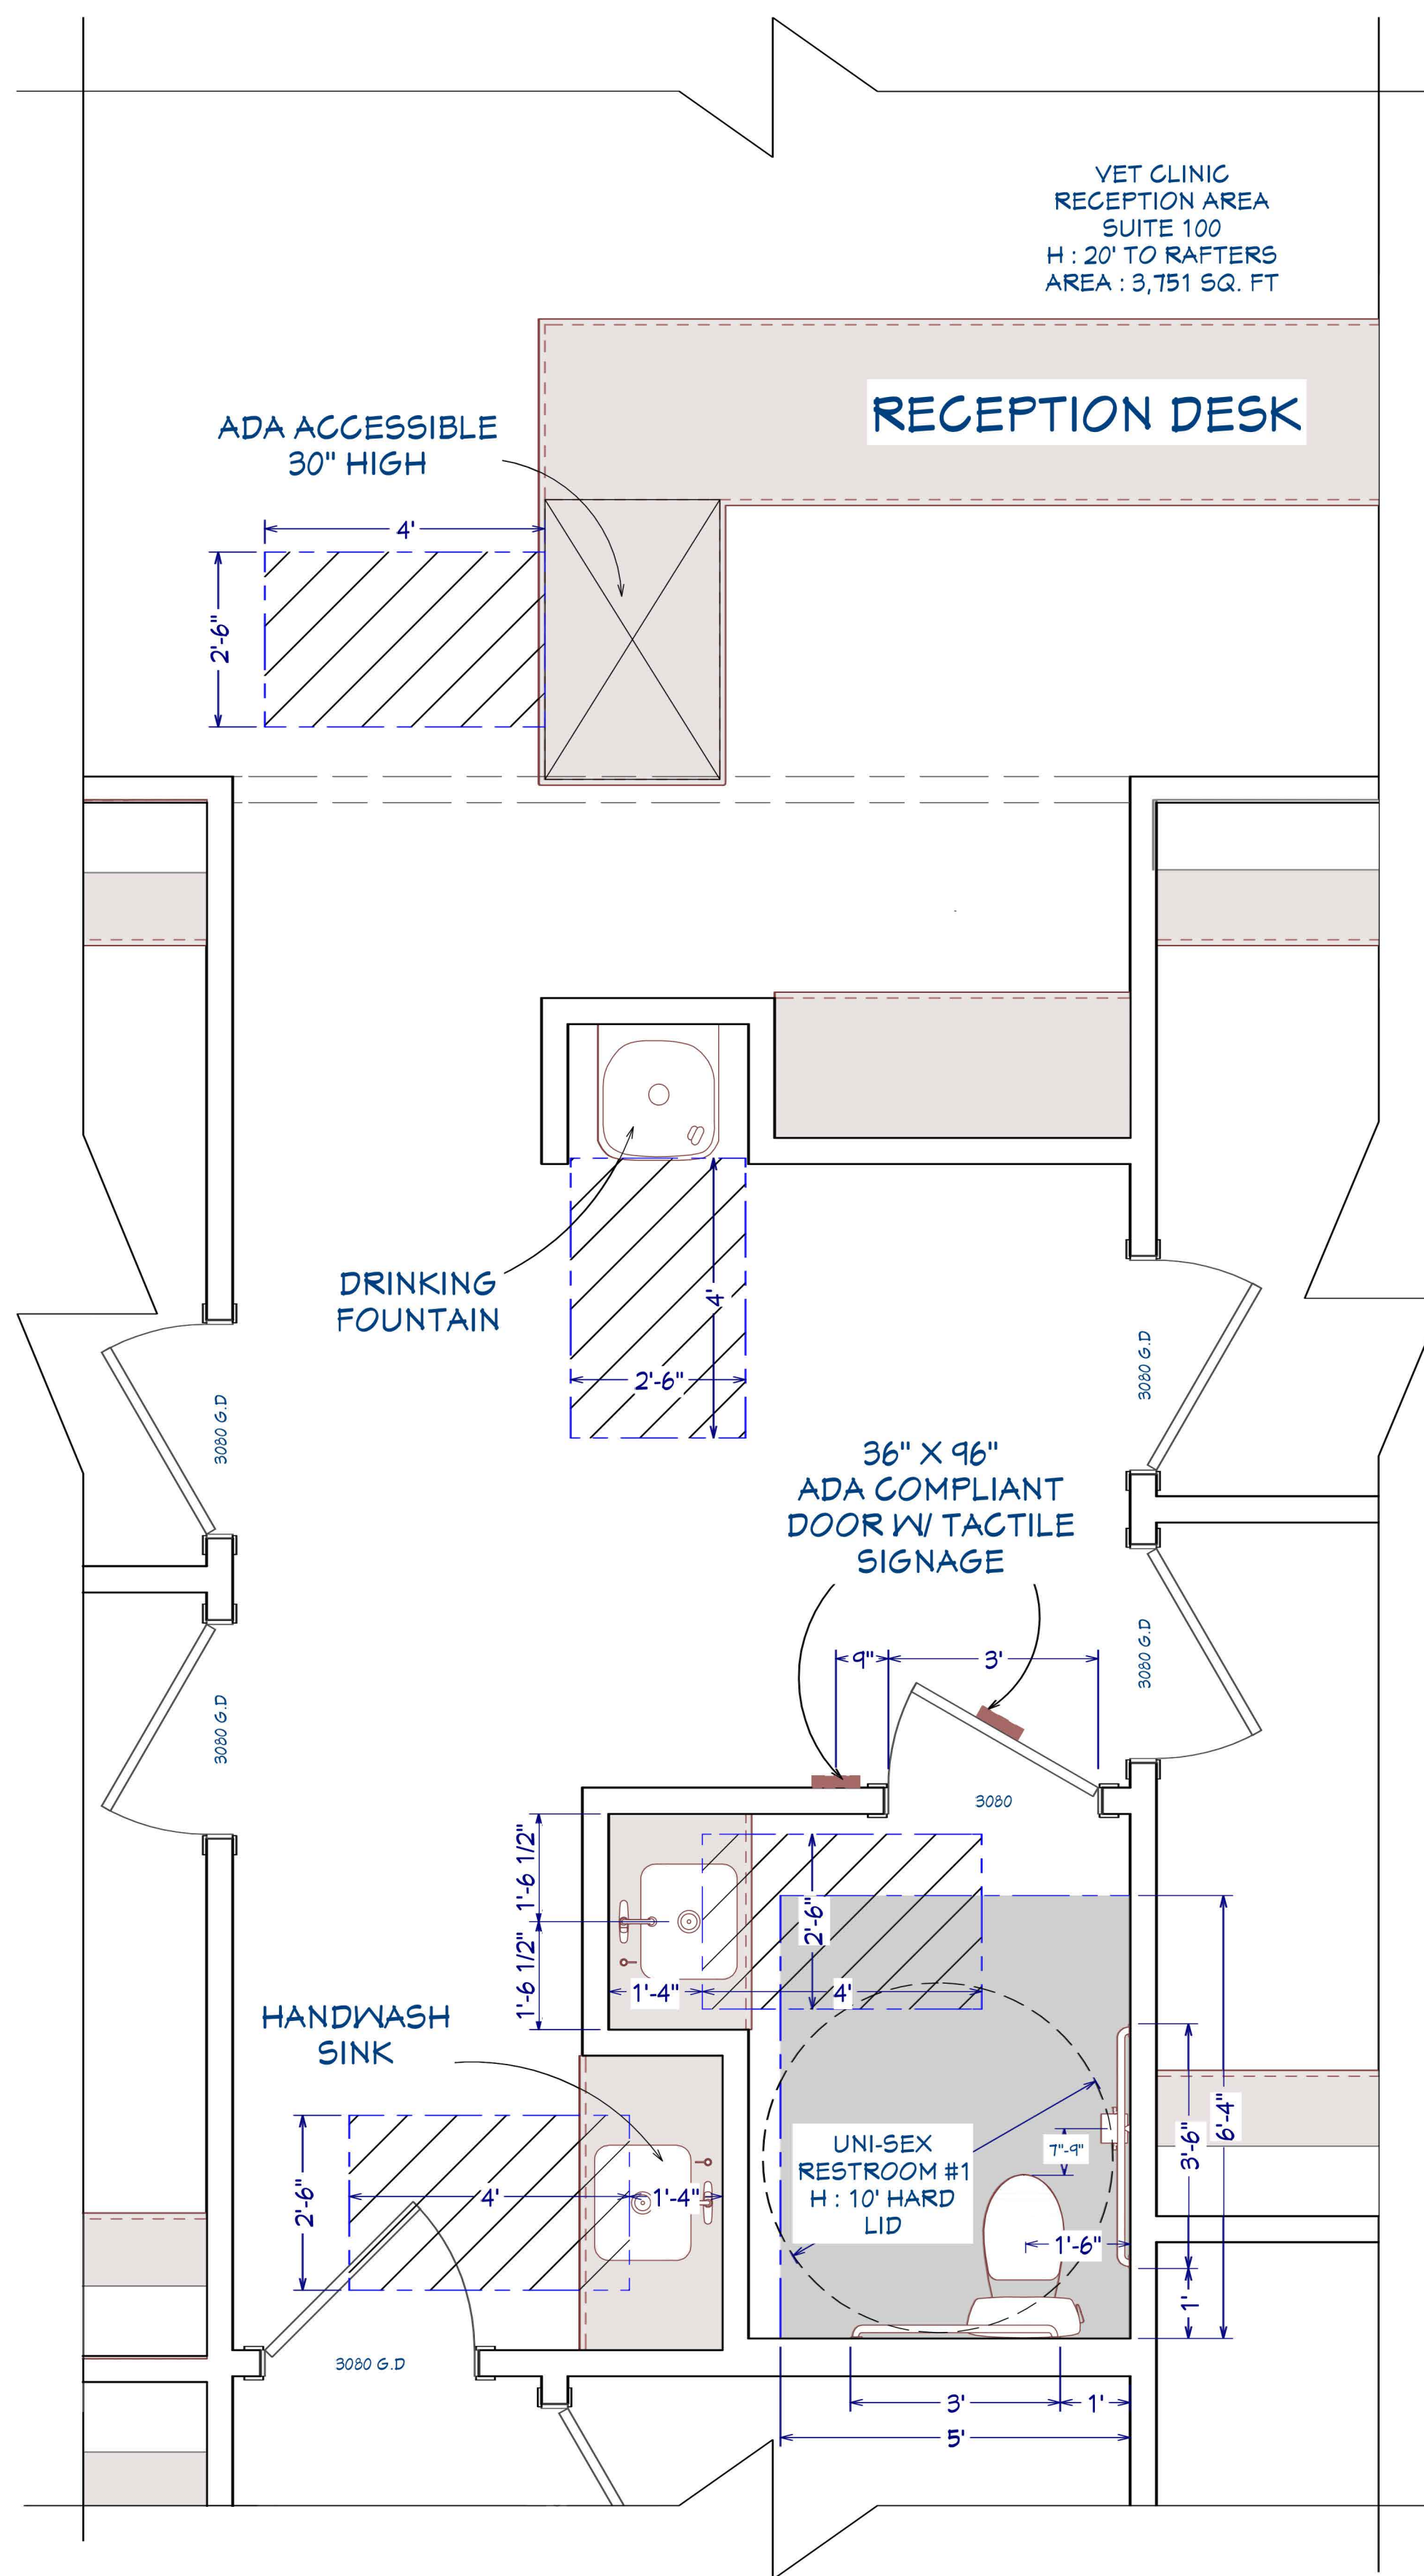 VET CLINIC
RECEPTION AREA
SUITE 100
H : 20' TO RAFTERS
AREA : 3,751 SQ. FT
RECEPTION DESK
ADA ACCESSIBLE
30" HIGH
4'
2'-6"
DRINKING
FOUNTAIN
4'
2'-6"
3080 G.D
3080 G.D
36" X 96"
ADA COMPLIANT
DOOR W/ TACTILE
SIGNAGE
9"
3'
3080 G.D
3080 G.D
3080
1'-6 1/2"
1'-6 1/2"
2'-6"
1'-4"
4'
HANDWASH
SINK
2'-6"
4'
1'-4"
UNI-SEX
RESTROOM #1
H : 10' HARD
LID
7"-9"
1'-6"
3'-6"
6'-4"
1'
3080 G.D
3'
1'
5'